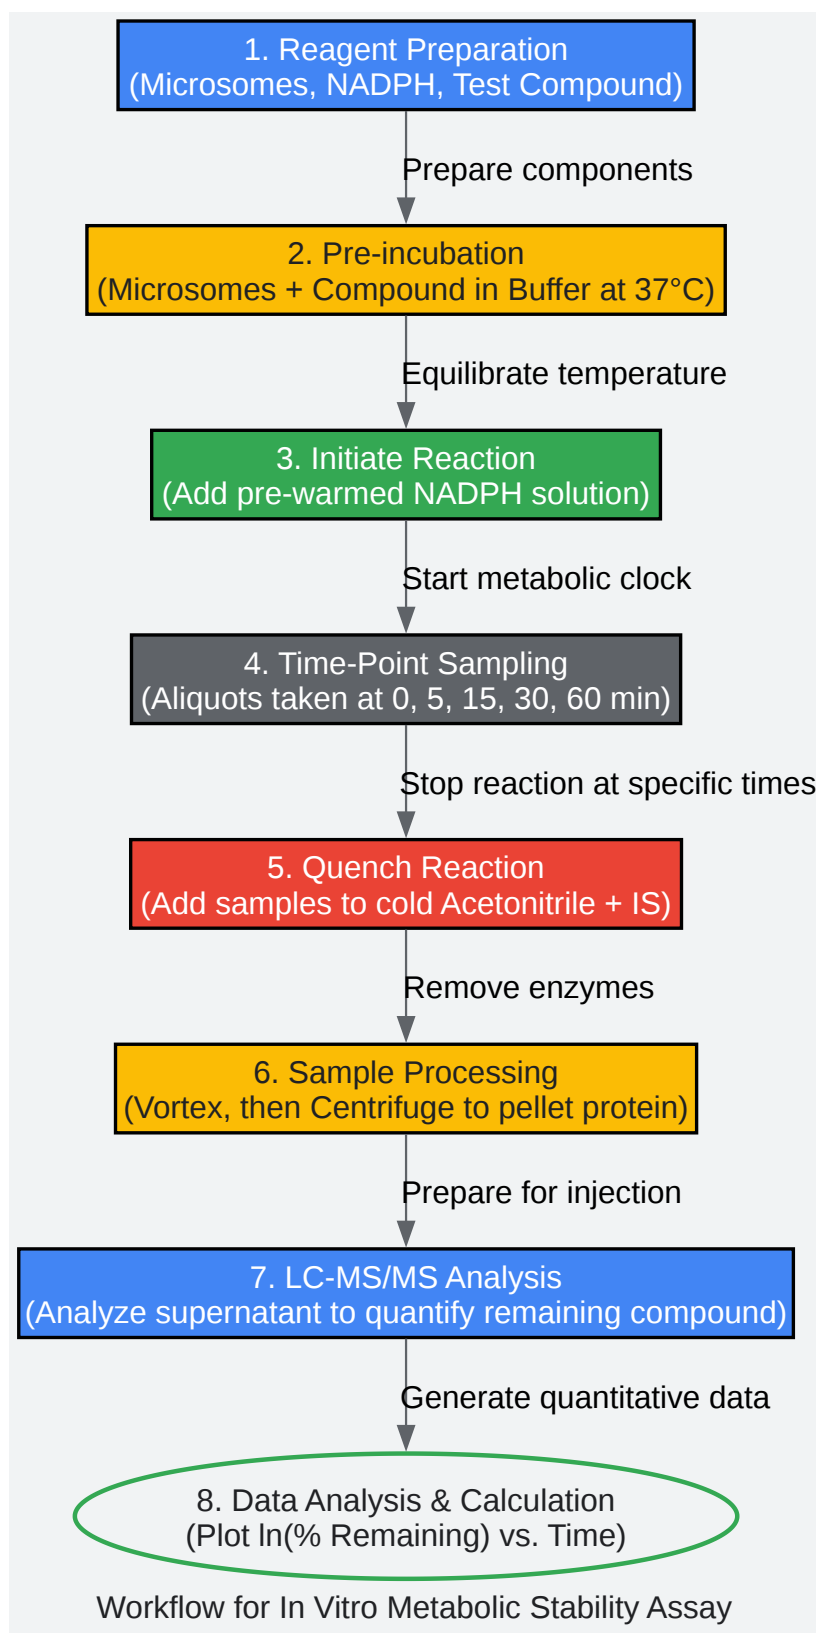 1. Reagent Preparation
(Microsomes, NADPH, Test Compound)
Prepare components
2. Pre-incubation
(Microsomes + Compound in Buffer at 37°C)
Equilibrate temperature
3. Initiate Reaction
(Add pre-warmed NADPH solution)
Start metabolic clock
4. Time-Point Sampling
(Aliquots taken at 0, 5, 15, 30, 60 min)
Stop reaction at specific times
5. Quench Reaction
(Add samples to cold Acetonitrile + IS)
Remove enzymes
6. Sample Processing
(Vortex, then Centrifuge to pellet protein)
Prepare for injection
7. LC-MS/MS Analysis
(Analyze supernatant to quantify remaining compound)
Generate quantitative data
8. Data Analysis & Calculation
(Plot ln(% Remaining) vs. Time)
Workflow for In Vitro Metabolic Stability Assay